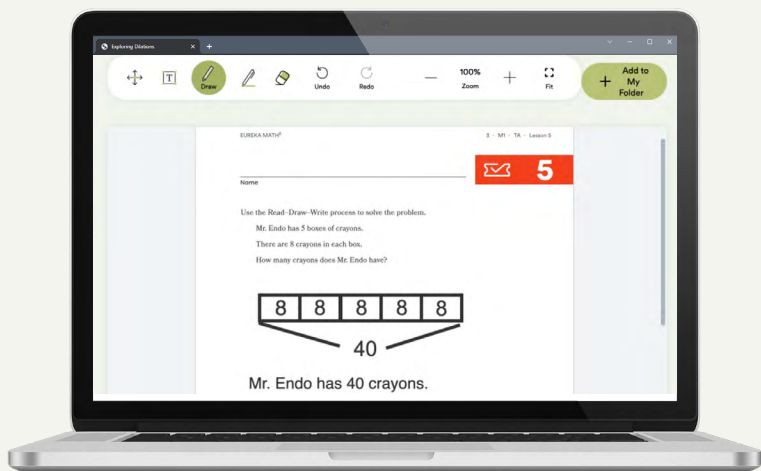 Exploring Dilations × +
T
Draw
Undo
Redo
100%
Zoom
Fit
+ Add to
My
Folder
EUREKA MATH²
3 • M1 • TA • Lesson 5
5
Name
Use the Read–Draw–Write process to solve the problem.
Mr. Endo has 5 boxes of crayons.
There are 8 crayons in each box.
How many crayons does Mr. Endo have?
8 8 8 8 8
40
Mr. Endo has 40 crayons.